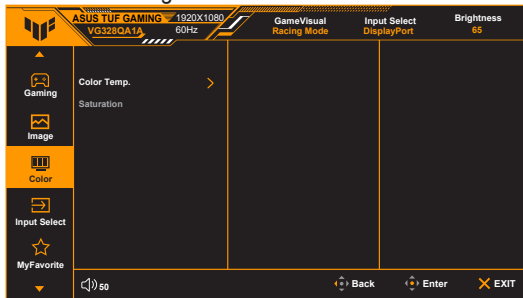 ASUS TUF GAMING 1920X1080
VG328QA1A 60Hz
GameVisual
Racing Mode
Input Select
DisplayPort
Brightness
65
Gaming
Image
Color
Input Select
MyFavorite
Color Temp.
Saturation
50
Back
Enter
EXIT